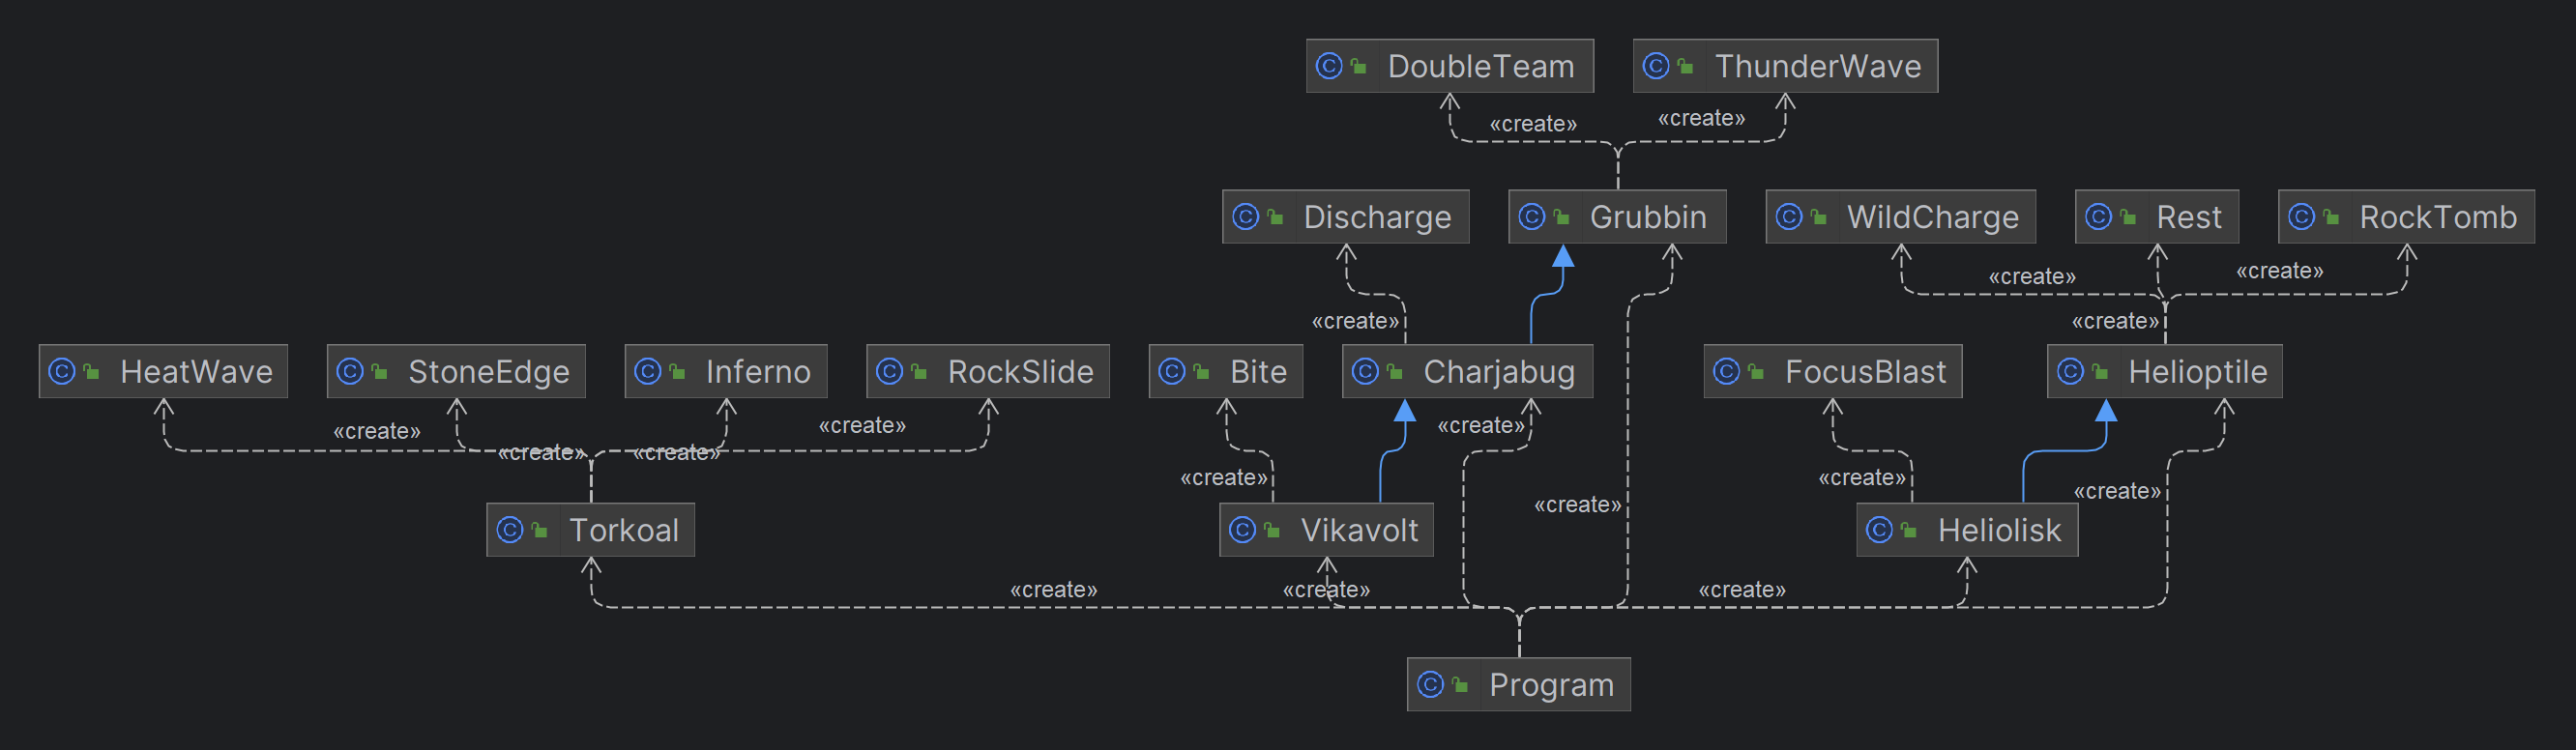 DoubleTeam
ThunderWave
«create»
«create»
Discharge
Grubbin
WildCharge
Rest
RockTomb
«create»
«create»
«create»
«create»
HeatWave
StoneEdge
Inferno
RockSlide
Bite
Charjabug
FocusBlast
Helioptile
«create»
«create»
«create»
«create»
«create»
«create»
«create»
«create»
«create»
Torkoal
Vikavolt
Heliolisk
«create»
«create»
«create»
Program